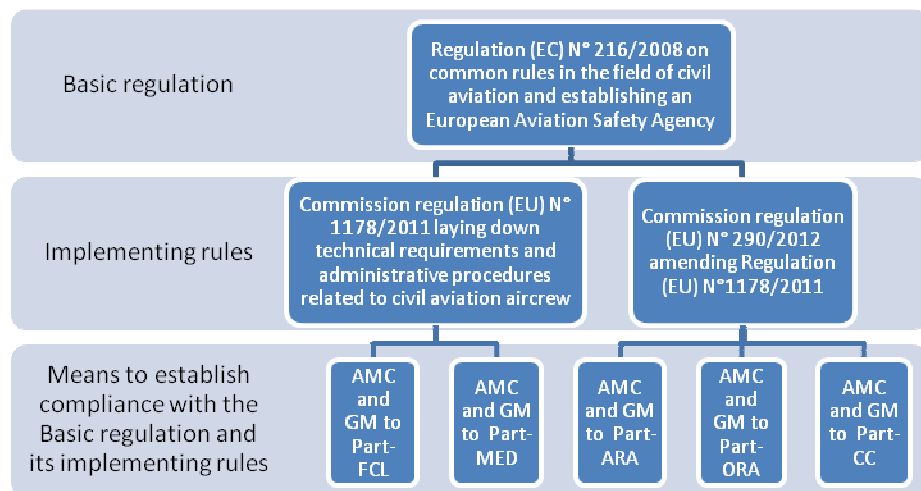 Basic regulation
Regulation (EC) N° 216/2008 on
common rules in the field of civil
aviation and establishing an
European Aviation Safety Agency
Implementing rules
Commission regulation (EU) N°
1178/2011 laying down
technical requirements and
administrative procedures
related to civil aviation aircrew
Commission regulation
(EU) N° 290/2012
amending Regulation
(EU) N°1178/2011
Means to establish
compliance with the
Basic regulation and
its implementing rules
AMC
and
GM to
Part-
FCL
AMC
and GM
to Part-
MED
AMC
and GM
to Part-
ARA
AMC
and
GM to
Part-
ORA
AMC
and GM
to Part-
CC